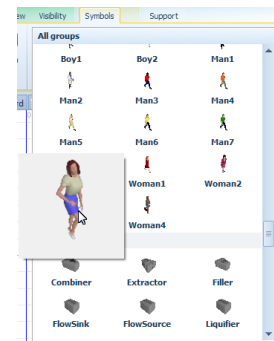 ew Visibility Symbols Support
All groups
Boy1 Boy2 Man1
Man2 Man3 Man4
Man5 Man6 Man7
Woman1 Woman2
Woman4
Combiner Extractor Filler
FlowSink FlowSource Liquifier